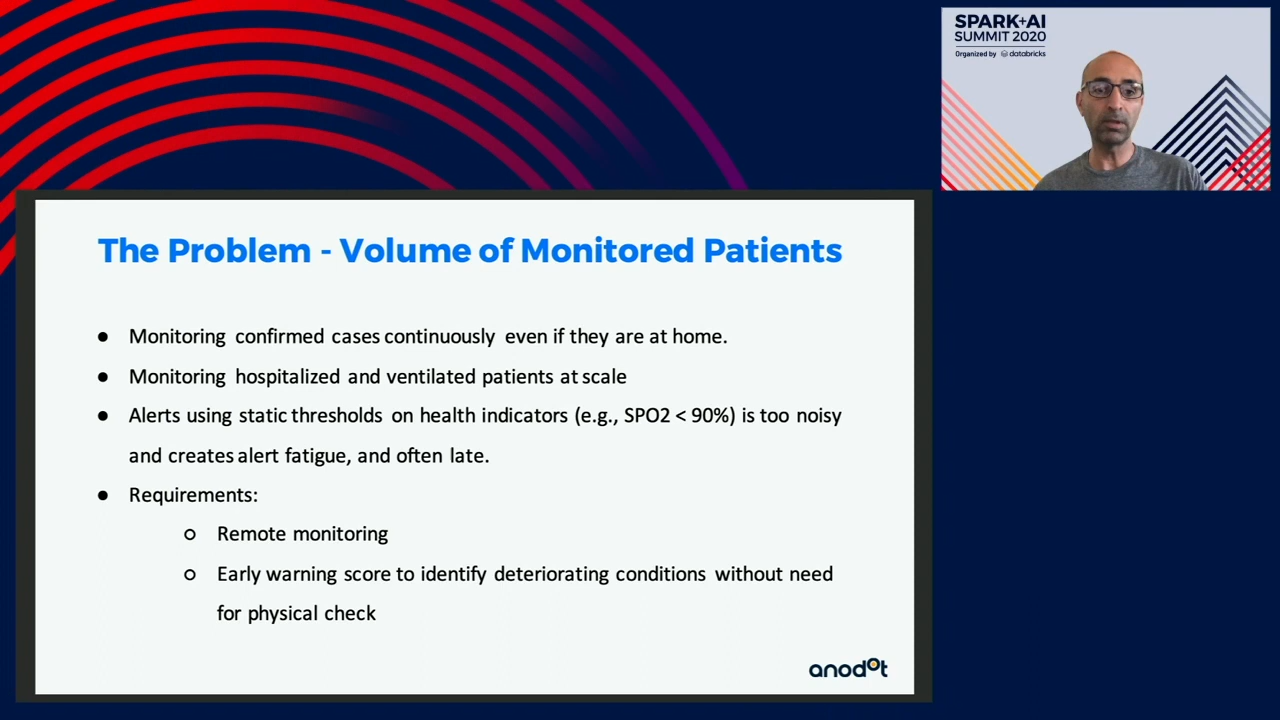 SPARK+AI
SUMMIT 2020
Organized by databricks
The Problem - Volume of Monitored Patients
● Monitoring confirmed cases continuously even if they are at home.
● Monitoring hospitalized and ventilated patients at scale
● Alerts using static thresholds on health indicators (e.g., SPO2 < 90%) is too noisy
and creates alert fatigue, and often late.
● Requirements:
○ Remote monitoring
○ Early warning score to identify deteriorating conditions without need
for physical check
anodot